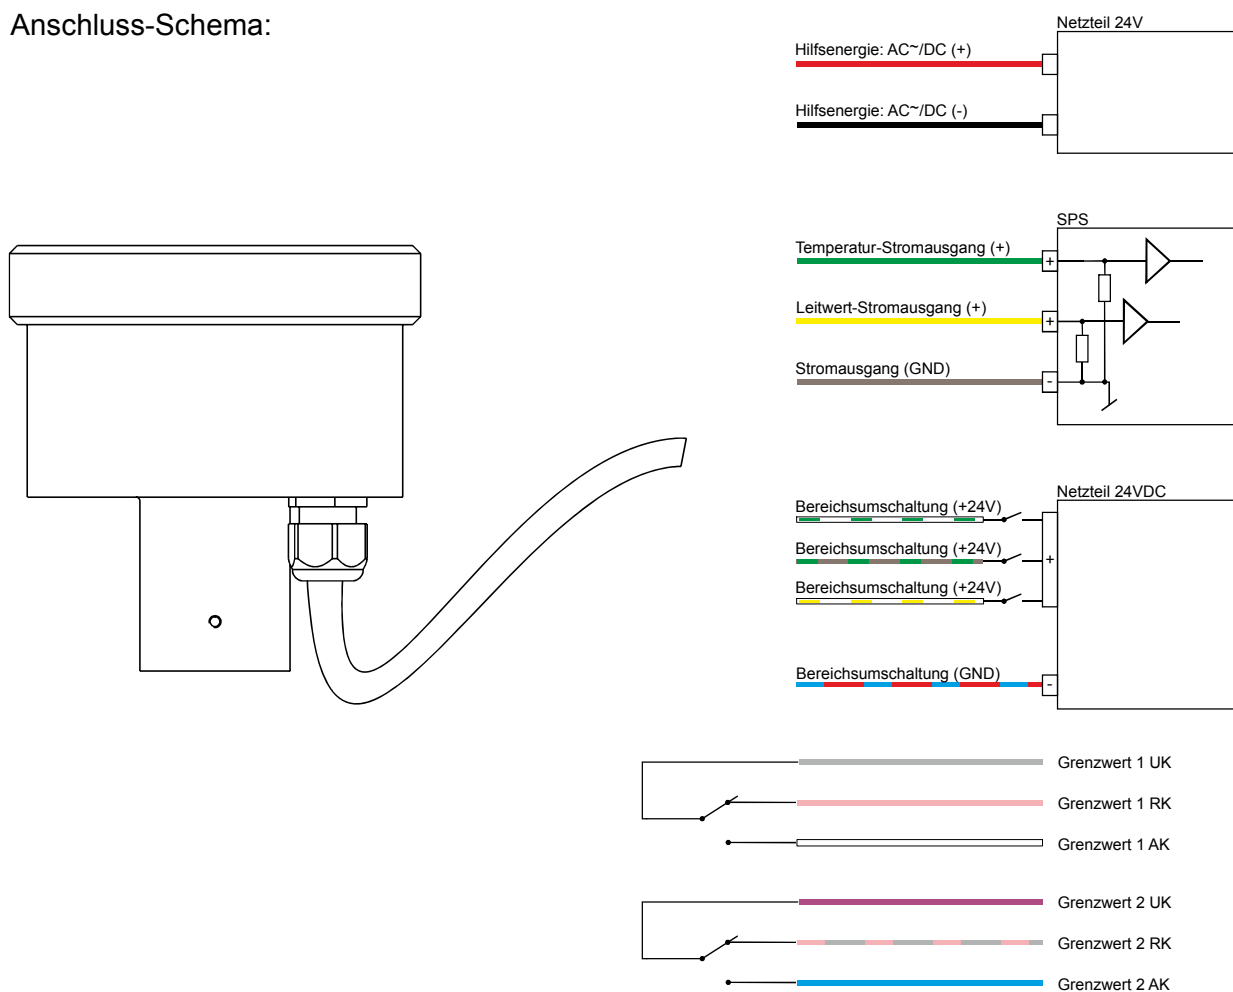 Anschluss-Schema:
Netzteil 24V
Hilfsenergie: AC~/DC (+)
Hilfsenergie: AC~/DC (-)
SPS
Temperatur-Stromausgang (+)
+
Leitwert-Stromausgang (+)
+
Stromausgang (GND)
-
Netzteil 24VDC
Bereichsumschaltung (+24V)
Bereichsumschaltung (+24V)
+
Bereichsumschaltung (+24V)
Bereichsumschaltung (GND)
-
Grenzwert 1 UK
Grenzwert 1 RK
Grenzwert 1 AK
Grenzwert 2 UK
Grenzwert 2 RK
Grenzwert 2 AK